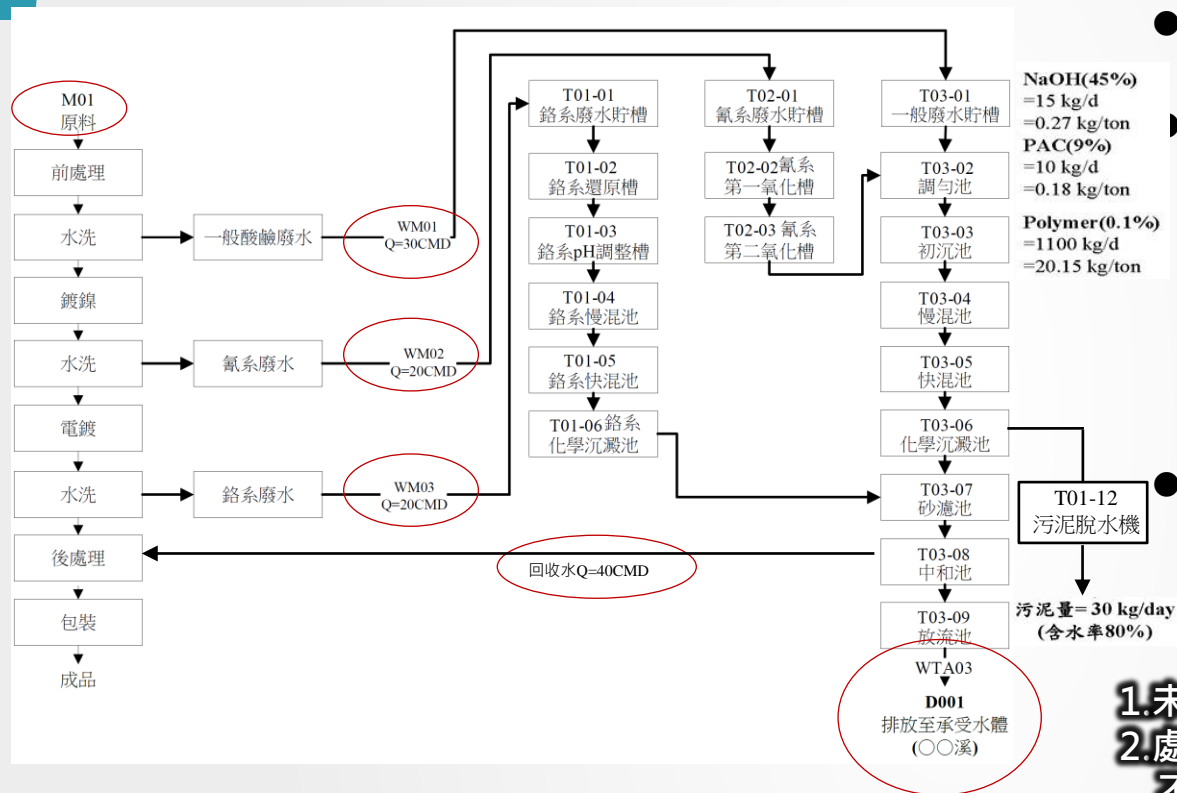 M01
原料
前處理
水洗
鍍鎳
水洗
電鍍
水洗
後處理
包裝
成品
一般酸鹼廢水
氰系廢水
鉻系廢水
WM01
Q=30CMD
WM02
Q=20CMD
WM03
Q=20CMD
回收水Q=40CMD
T01-01
鉻系廢水貯槽
T01-02
鉻系還原槽
T01-03
鉻系pH調整槽
T01-04
鉻系慢混池
T01-05
鉻系快混池
T01-06鉻系
化學沉澱池
T02-01
氰系廢水貯槽
T02-02氰系
第一氧化槽
T02-03 氰系
第二氧化槽
T03-01
一般廢水貯槽
T03-02
調勻池
T03-03
初沉池
T03-04
慢混池
T03-05
快混池
T03-06
化學沉澱池
T03-07
砂濾池
T03-08
中和池
T03-09
放流池
WTA03
D001
排放至承受水體
(○○溪)
NaOH(45%)
=15 kg/d
=0.27 kg/ton
PAC(9%)
=10 kg/d
=0.18 kg/ton
Polymer(0.1%)
=1100 kg/d
=20.15 kg/ton
T01-12
污泥脫水機
污泥量= 30 kg/day
(含水率80%)
1.未
2.處